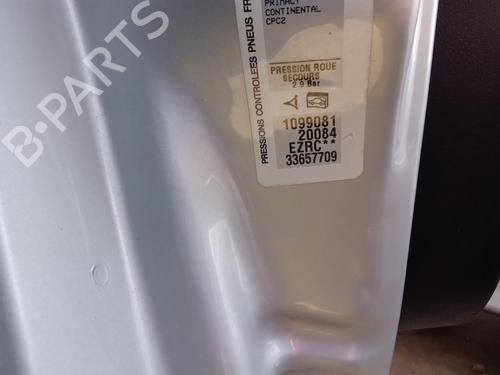 PRESSIONS CONTROLEES PNEUS FR
PRIMACY
CONTINENTAL
CPC2
PRESSION ROUE
SECOURS
2.9 Bar
1099081
20084
EZRC**
33657709
B-PARTS